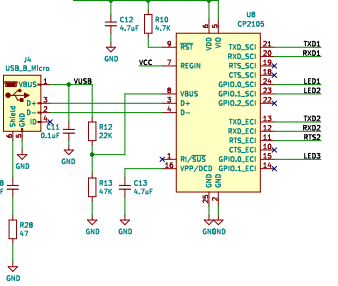 C12
4.7uF
R10
4.7K
GND
U8
CP2105
6
5
VDD
VIO
9
RST
7
REGIN
VCC
8
VBUS
3
D+
4
D-
1
RI/SUS
16
VPP/DCD
TXD_SCI
21
TXD1
RXD_SCI
20
RXD1
RTS_SCI
19
CTS_SCI
18
GPIO.0_SCI
24
LED1
GPIO.1_SCI
23
LED2
GPIO.2_SCI
22
TXD_ECI
13
TXD2
RXD_ECI
12
RXD2
RTS_ECI
11
RTS2
CTS_ECI
10
GPIO.0_ECI
15
LED3
GPIO.1_ECI
14
GND
GND
25
2
GND
GND
J4
USB_B_Micro
VBUS
1
VUSB
D+
3
D-
2
ID
4
Shield
GND
6
5
GND
C11
0.1uF
GND
R12
22K
R13
47K
GND
C13
4.7uF
GND
8
uF
R28
47
GND